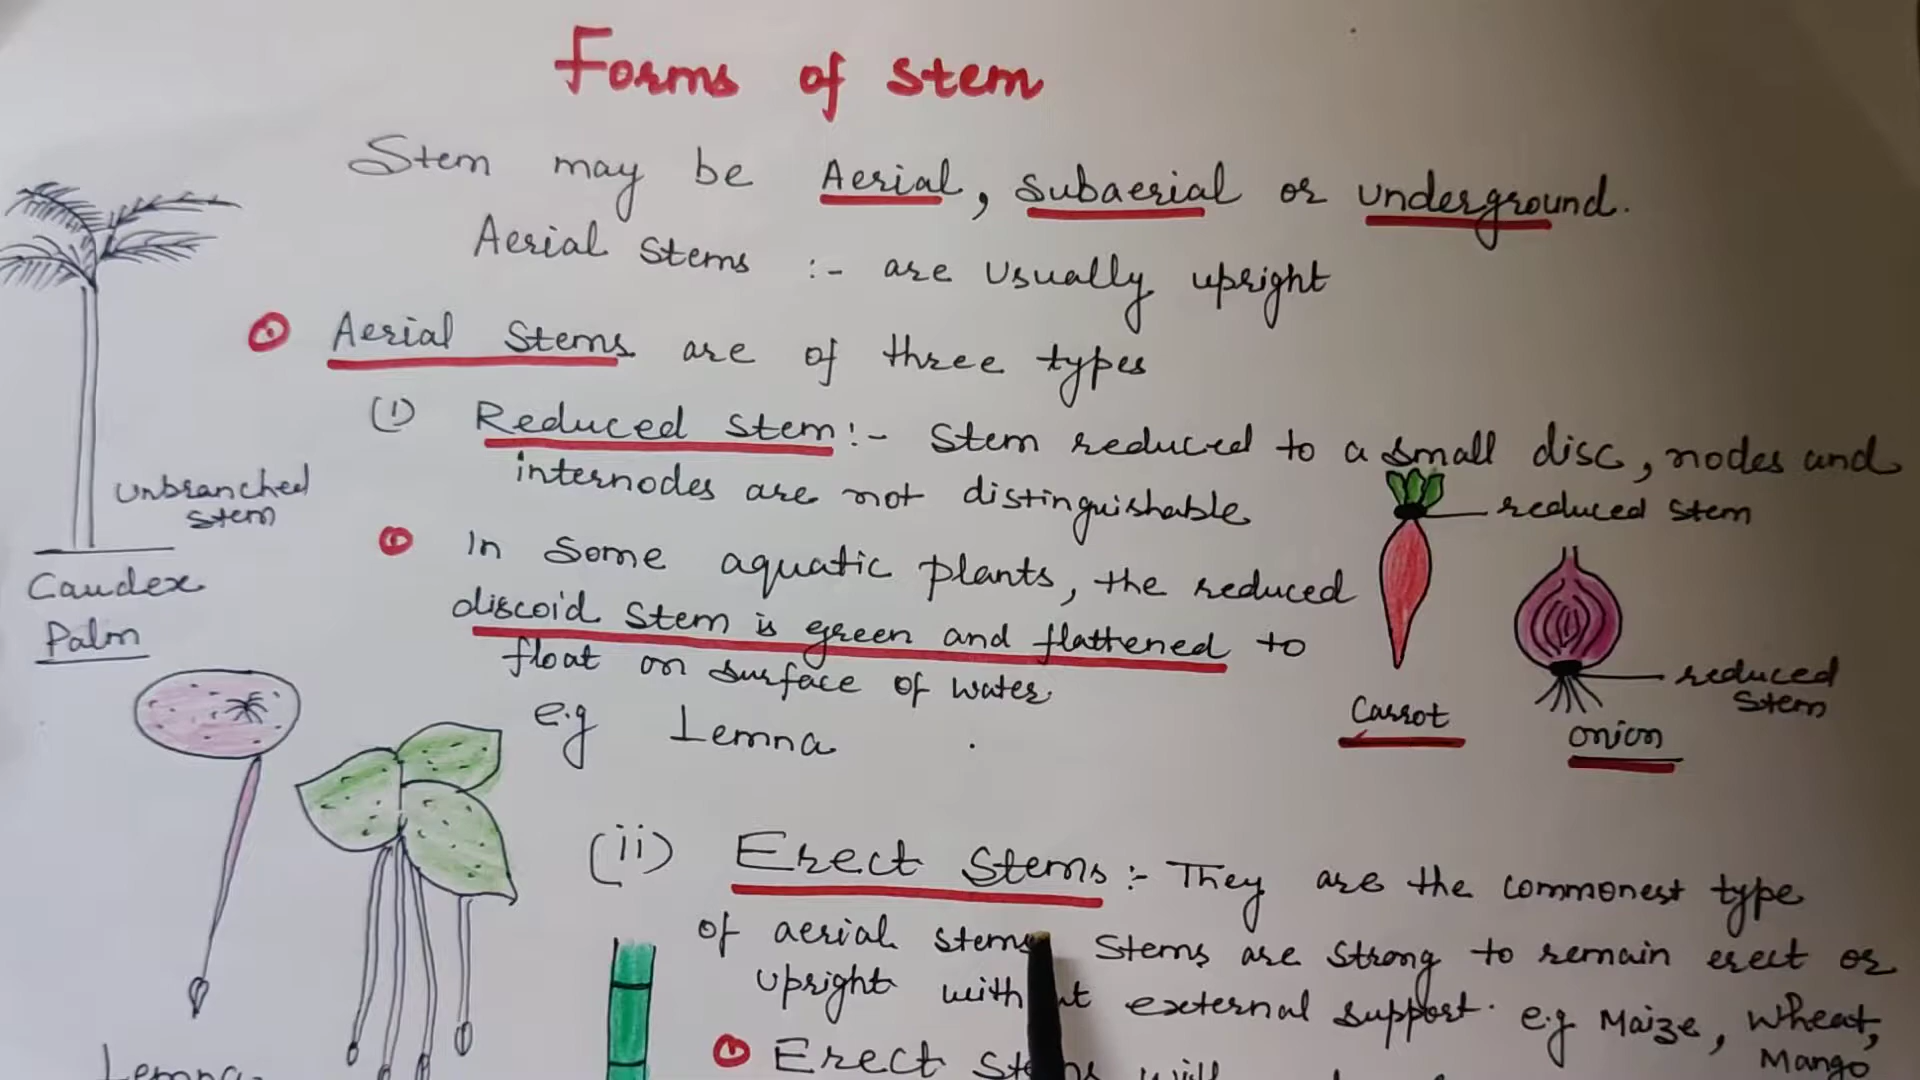 Forms of stem
Stem may be Aerial, subaerial or underground.
Aerial Stems :- are usually upright
Aerial Stems are of three types
(1) Reduced stem :- Stem reduced to a small disc, nodes and
internodes are not distinguishable
In some aquatic plants, the reduced
discoid stem is green and flattened to
float on surface of water
e.g Lemna
unbranched
stem
Caudex
Palm
reduced stem
Carrot
reduced
Stem
onion
Lemna
(ii) Erect Stems :- They are the commonest type
of aerial stems Stems are strong to remain erect or
upright without external support. e.g Maize, Wheat,
Mango
Erect